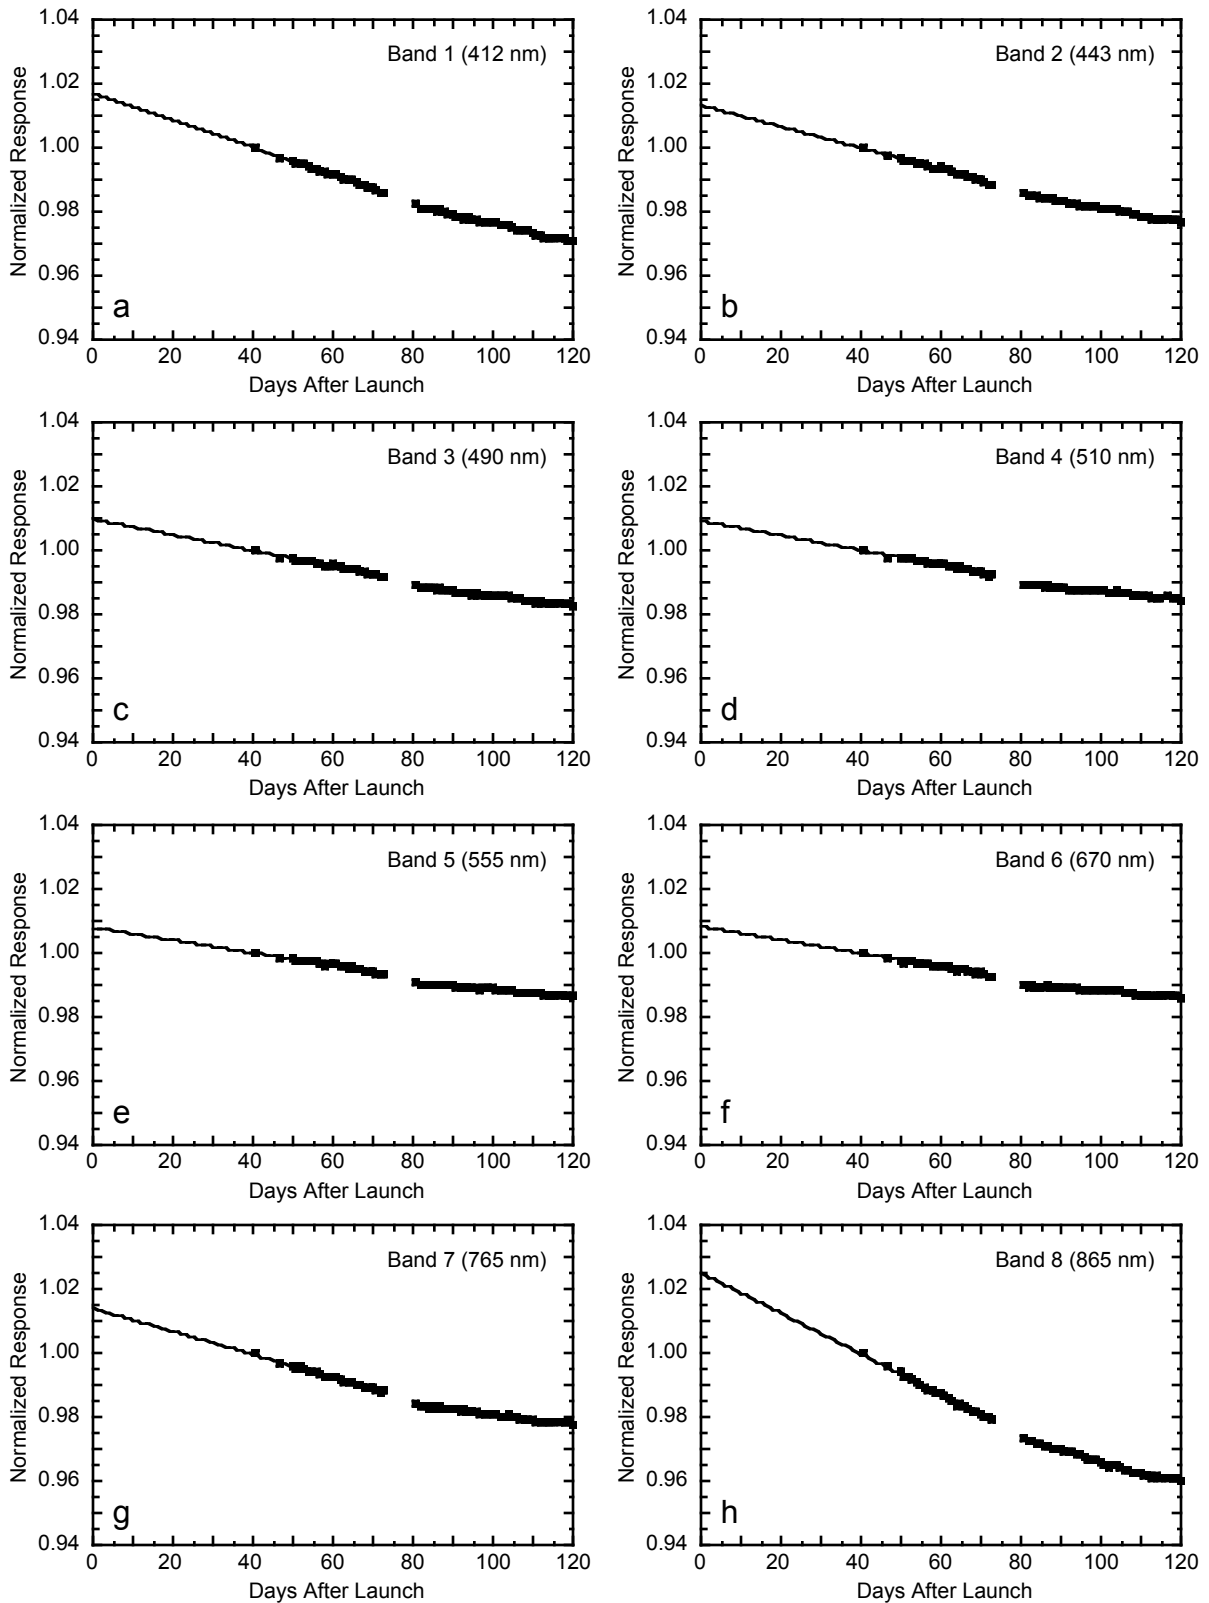 1.04
1.02
1.00
0.98
0.96
0.94
Normalized Response
Band 1 (412 nm)
a
0 20 40 60 80 100 120
Days After Launch
1.04
1.02
1.00
0.98
0.96
0.94
Normalized Response
Band 2 (443 nm)
b
0 20 40 60 80 100 120
Days After Launch
1.04
1.02
1.00
0.98
0.96
0.94
Normalized Response
Band 3 (490 nm)
c
0 20 40 60 80 100 120
Days After Launch
1.04
1.02
1.00
0.98
0.96
0.94
Normalized Response
Band 4 (510 nm)
d
0 20 40 60 80 100 120
Days After Launch
1.04
1.02
1.00
0.98
0.96
0.94
Normalized Response
Band 5 (555 nm)
e
0 20 40 60 80 100 120
Days After Launch
1.04
1.02
1.00
0.98
0.96
0.94
Normalized Response
Band 6 (670 nm)
f
0 20 40 60 80 100 120
Days After Launch
1.04
1.02
1.00
0.98
0.96
0.94
Normalized Response
Band 7 (765 nm)
g
0 20 40 60 80 100 120
Days After Launch
1.04
1.02
1.00
0.98
0.96
0.94
Normalized Response
Band 8 (865 nm)
h
0 20 40 60 80 100 120
Days After Launch